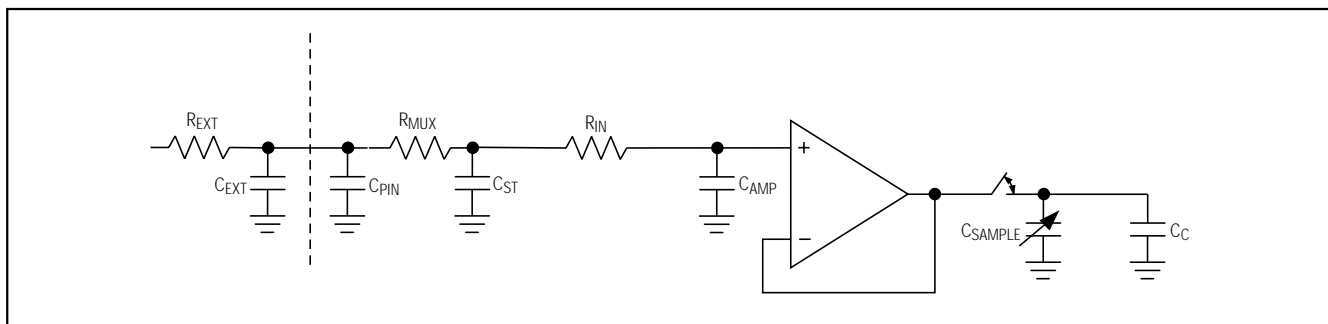 R_EXT
R_MUX
R_IN
C_EXT
C_PIN
C_ST
C_AMP
+
−
C_SAMPLE
C_C